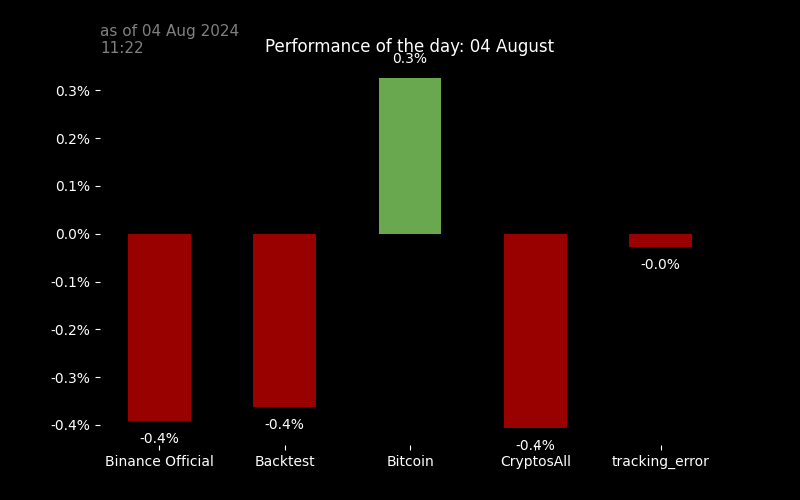 as of 04 Aug 2024
11:22
Performance of the day: 04 August
0.3%
0.3%
0.2%
0.1%
0.0%
-0.1%
-0.2%
-0.3%
-0.4%
-0.0%
-0.4%
-0.4%
-0.4%
Binance Official
Backtest
Bitcoin
CryptosAll
tracking_error